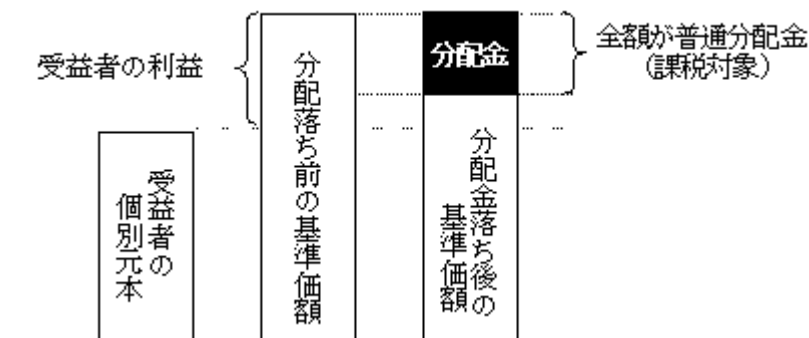 受益者の利益
分配落ち前の基準価額
分配金
全額が普通分配金
(課税対象)
受益者の
個別元本
分配金落ち後の
基準価額